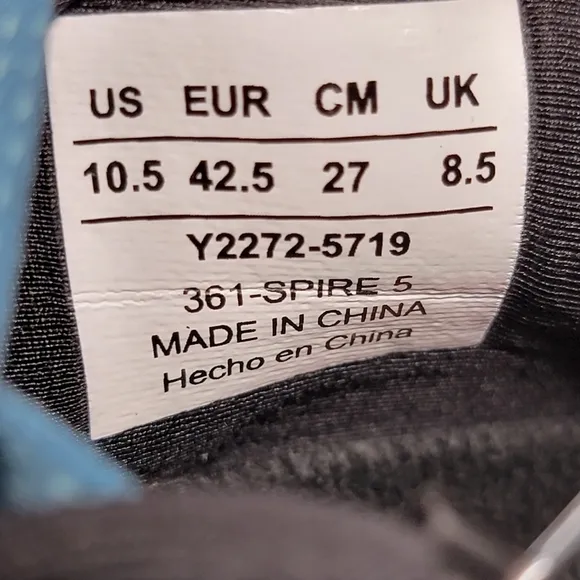 US EUR CM UK
10.5 42.5 27 8.5
Y2272-5719
361-SPIRE 5
MADE IN CHINA
Hecho en China